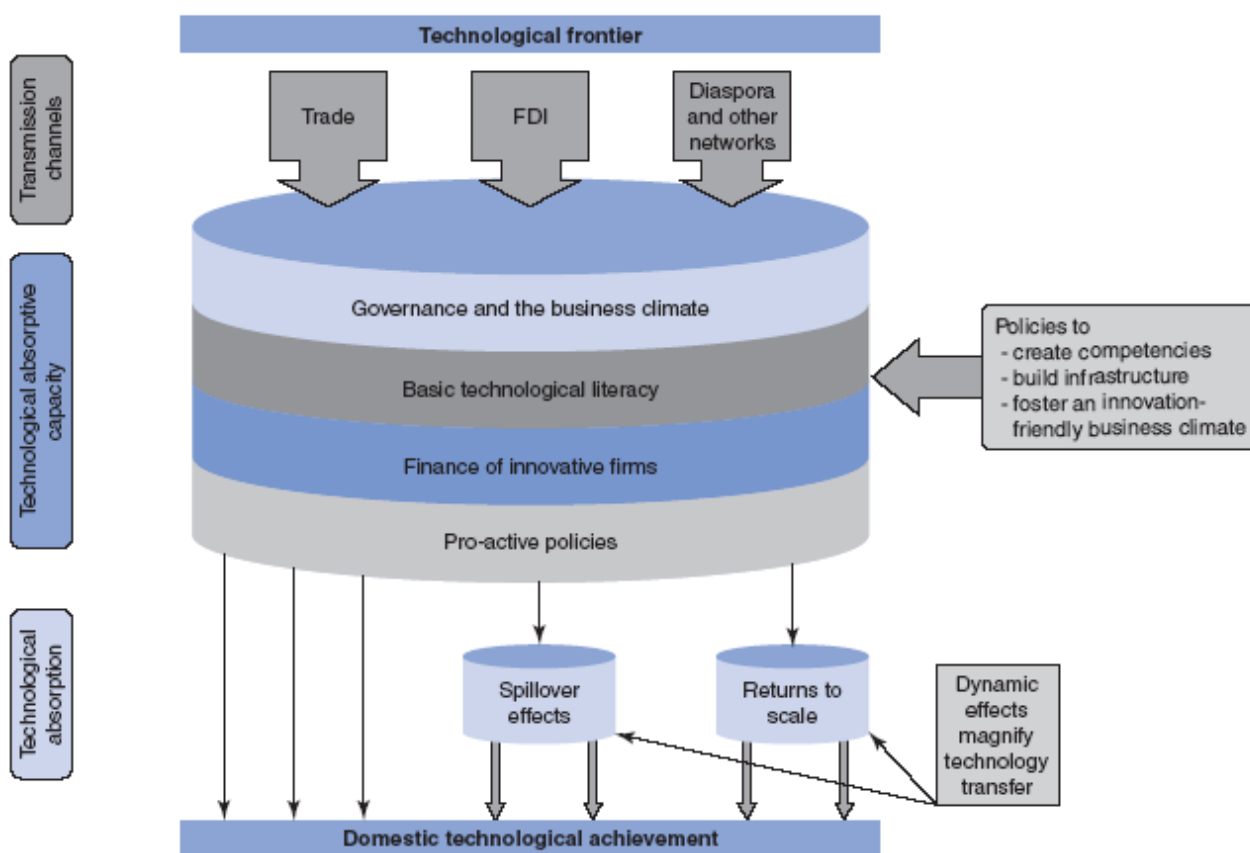 Technological frontier
Transmission
channels
Trade
FDI
Diaspora
and other
networks
Technological absorptive
capacity
Governance and the business climate
Basic technological literacy
Finance of innovative firms
Pro-active policies
Policies to
- create competencies
- build infrastructure
- foster an innovation-
friendly business climate
Technological
absorption
Spillover
effects
Returns to
scale
Dynamic
effects
magnify
technology
transfer
Domestic technological achievement